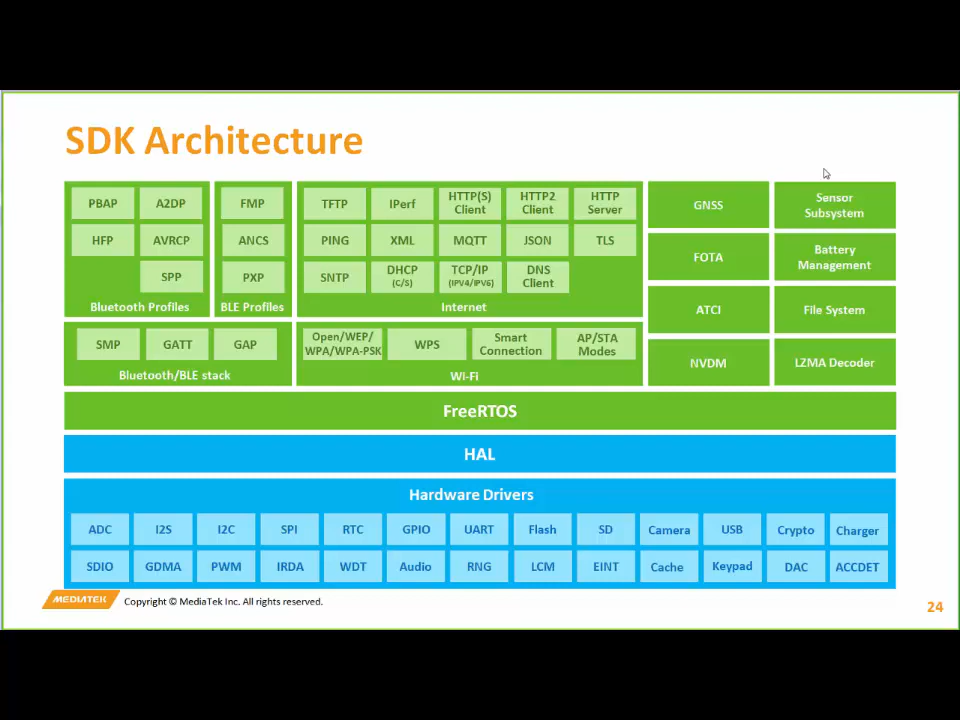 SDK Architecture
PBAP
A2DP
HFP
AVRCP
SPP
Bluetooth Profiles
FMP
ANCS
PXP
BLE Profiles
TFTP
IPerf
HTTP(S)
Client
HTTP2
Client
HTTP
Server
PING
XML
MQTT
JSON
TLS
SNTP
DHCP
(C/S)
TCP/IP
(IPV4/IPV6)
DNS
Client
Internet
GNSS
Sensor
Subsystem
FOTA
Battery
Management
ATCI
File System
NVDM
LZMA Decoder
SMP
GATT
GAP
Bluetooth/BLE stack
Open/WEP/
WPA/WPA-PSK
WPS
Smart
Connection
AP/STA
Modes
Wi-Fi
FreeRTOS
HAL
Hardware Drivers
ADC
I2S
I2C
SPI
RTC
GPIO
UART
Flash
SD
Camera
USB
Crypto
Charger
SDIO
GDMA
PWM
IRDA
WDT
Audio
RNG
LCM
EINT
Cache
Keypad
DAC
ACCDET
MEDIATEK
Copyright © MediaTek Inc. All rights reserved.
24